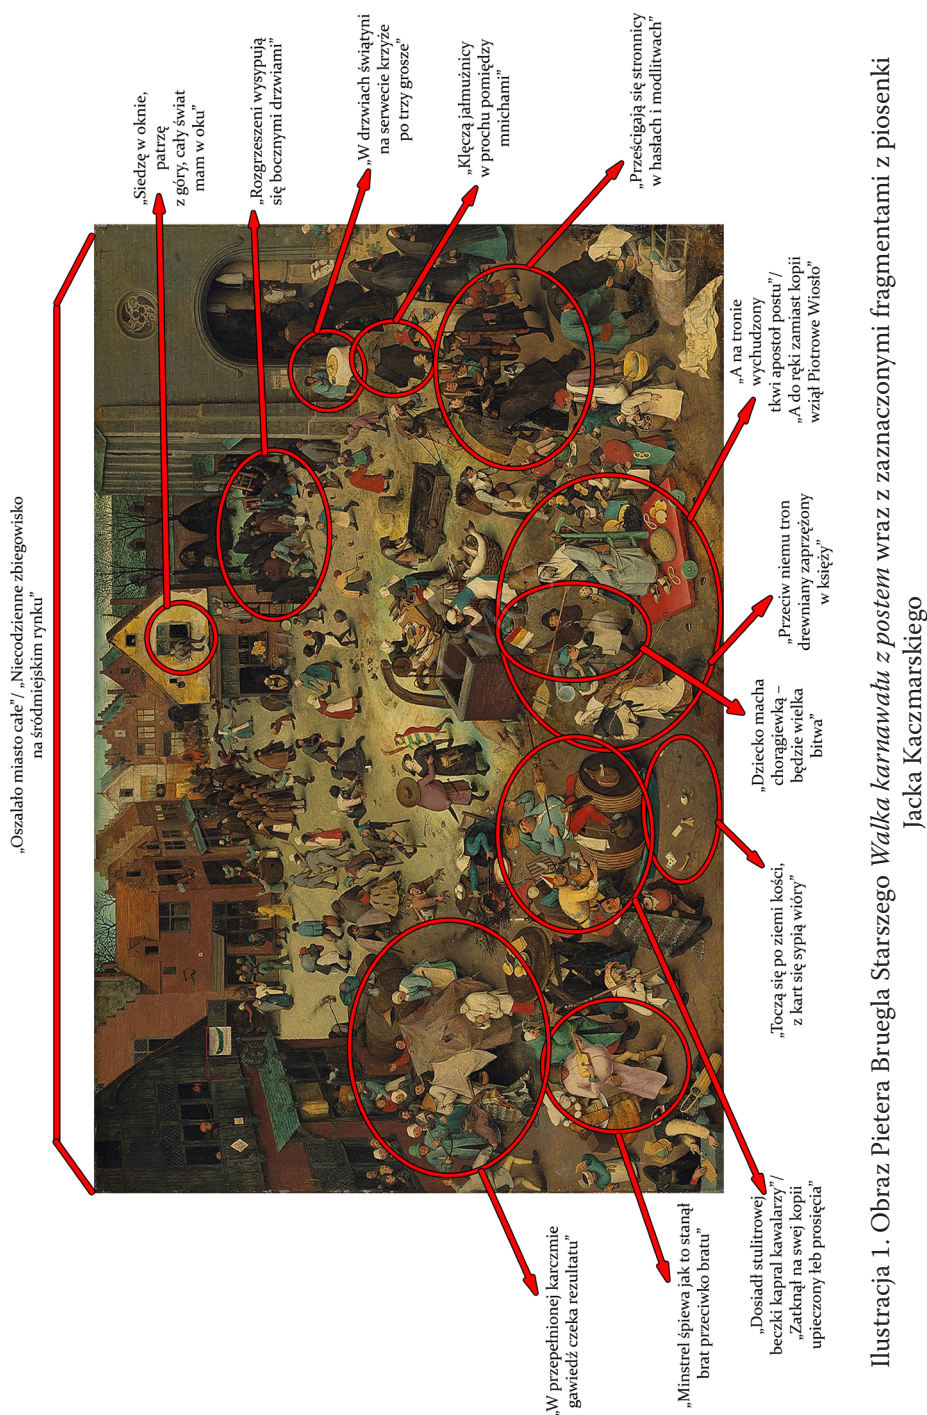 „Oszalało miasto całe”/ „Niecodzienne zbiegowisko
na śródmiejskim rynku”
„Siedzę w oknie,
patrzę
z góry, cały świat
mam w oku”
„Rozgrzeszeni wysypują
się bocznymi drzwiami”
„W drzwiach świątyni
na serwecie krzyże
po trzy grosze”
„Klęczą jałmużnicy
w prochu pomiędzy
mnichami”
„Prześcigają się stronnicy
w hasłach i modlitwach”
„W przepełnionej karczmie
gawiedź czeka rezultatu”
„Minstrel śpiewa jak to stanął
brat przeciwko bratu”
„Dosiadł stulitrowej
beczki kapral kawalarzy”/
„Zatknął na swej kopii
upieczony łeb prosięcia”
„Toczą się po ziemi kości,
z kart się sypią wióry”
„Dziecko macha
chorągiewką –
będzie wielka
bitwa”
„Przeciw niemu tron
drewniany zaprzężony
w księży”
„A na tronie
wychudzony
tkwi apostoł postu”/
„A do ręki zamiast kopii
wziął Piotrowe Wiosło”
Ilustracja 1. Obraz Pietera Bruegla Starszego Walka karnawału z postem wraz z zaznaczonymi fragmentami z piosenki
Jacka Kaczmarskiego